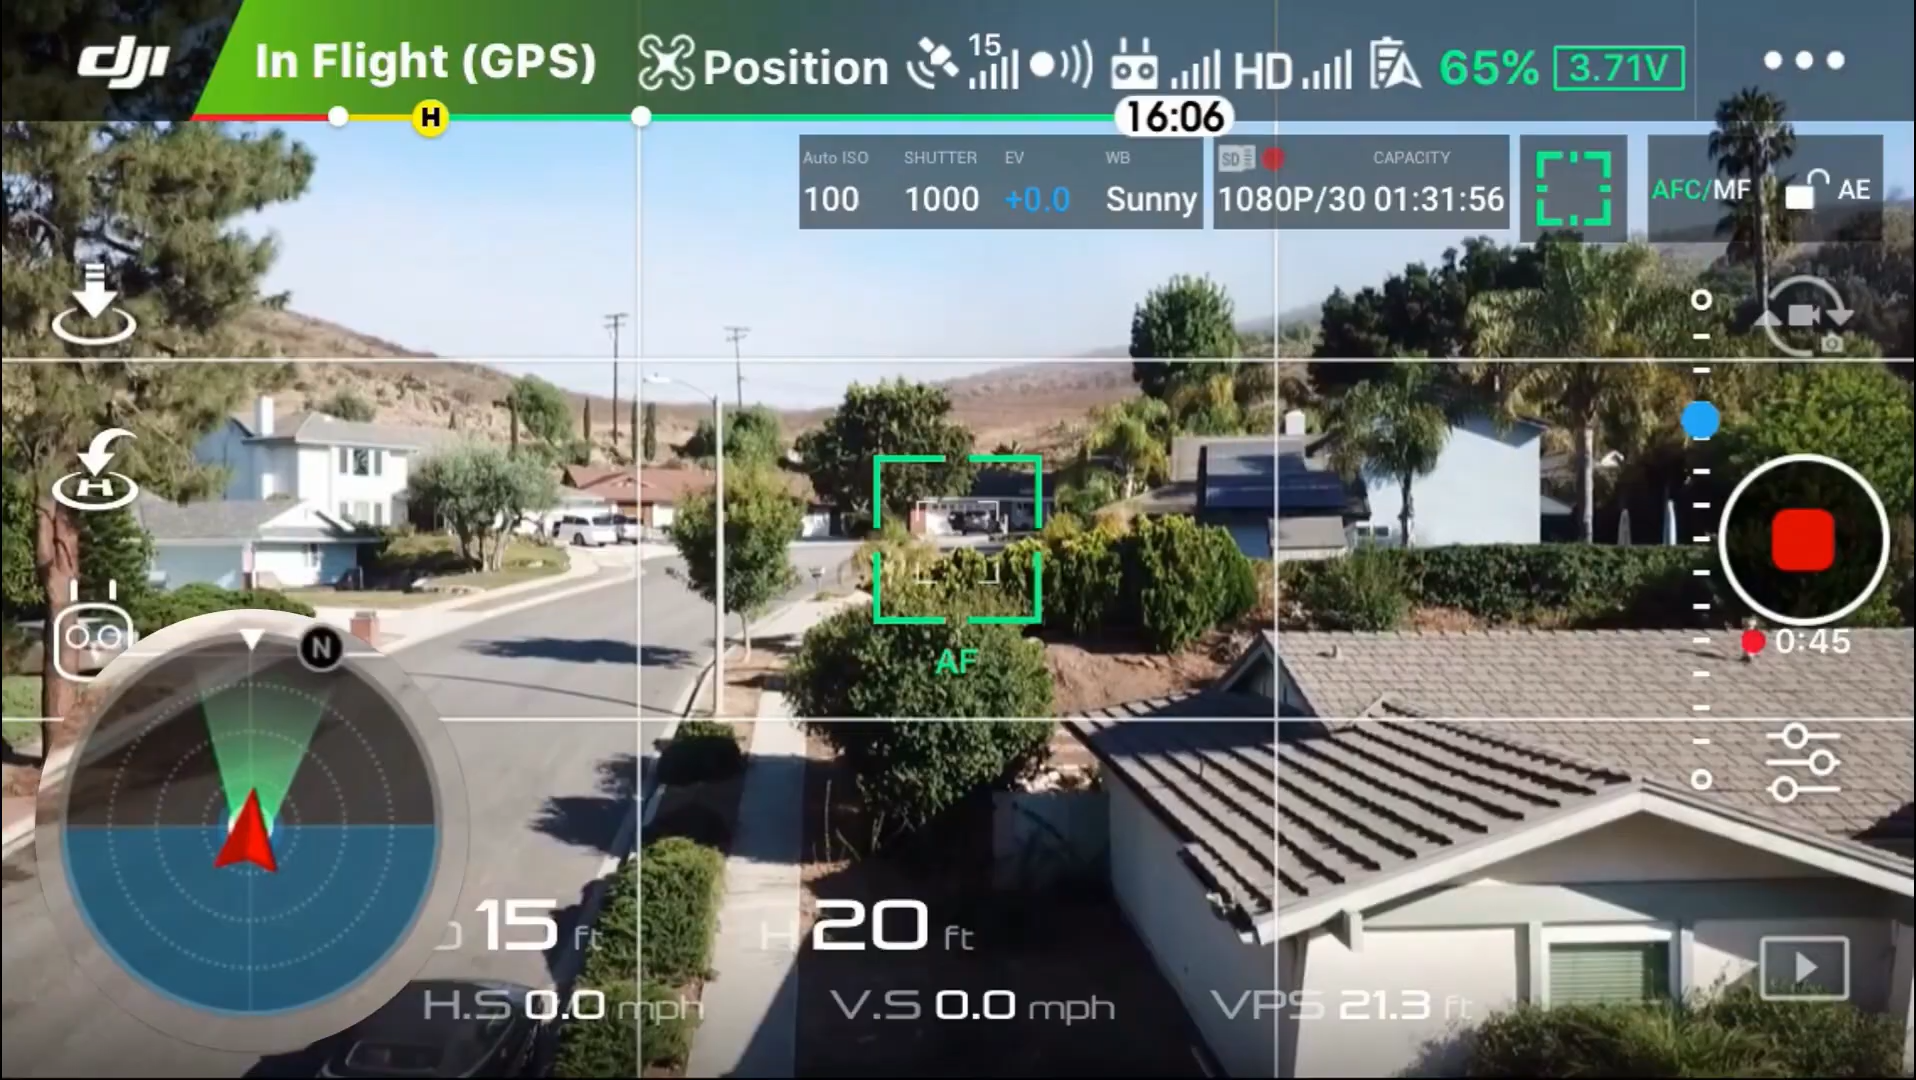 dji In Flight (GPS) Position 15 HD 65% 3.71V
H 16:06
Auto ISO SHUTTER EV WB SD CAPACITY
100 1000 +0.0 Sunny 1080P/30 01:31:56 AFC/MF AE
H
N
0:45
AF
D 15 ft H 20 ft
H.S 0.0 mph V.S 0.0 mph VPS 21.3 ft